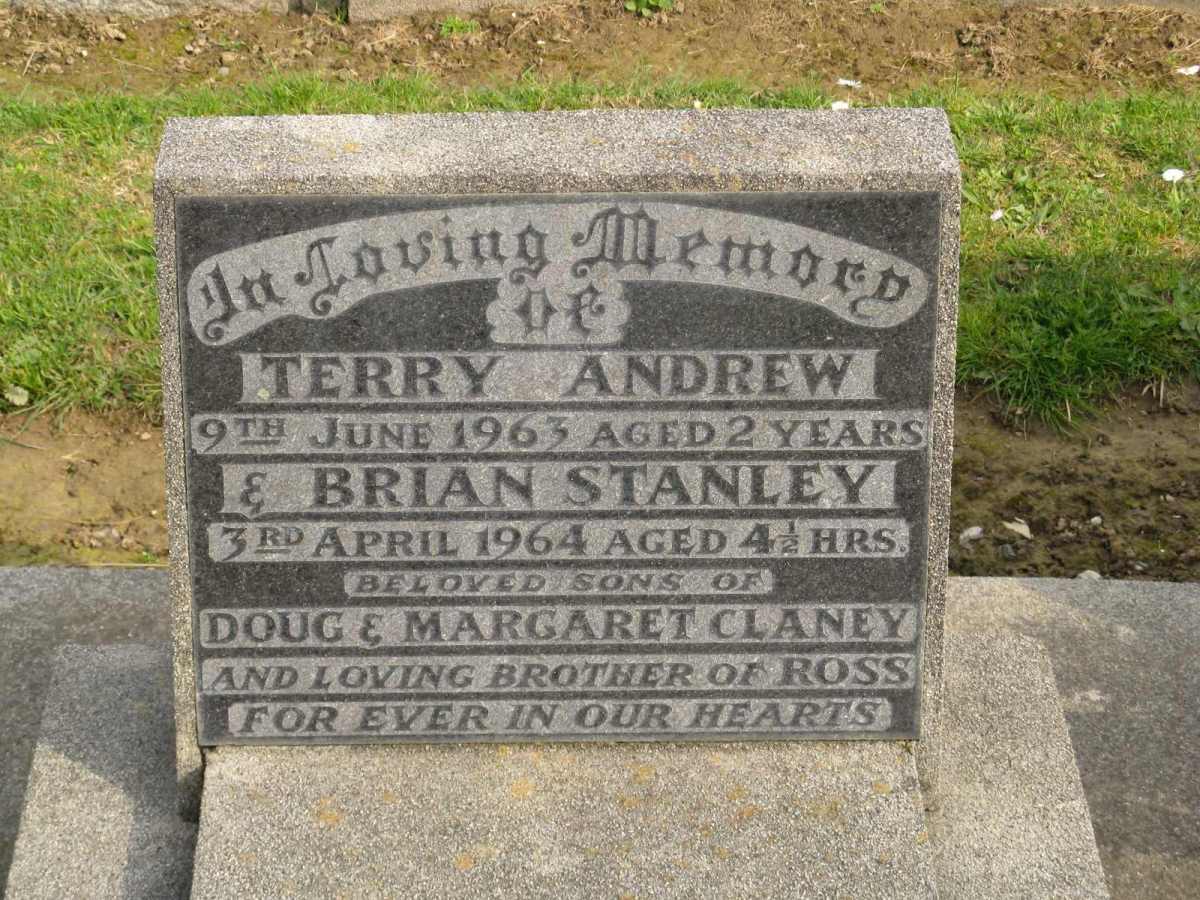 In Loving Memory
of
TERRY ANDREW
9TH JUNE 1963 AGED 2 YEARS
& BRIAN STANLEY
3RD APRIL 1964 AGED 4½ HRS.
BELOVED SONS OF
DOUG & MARGARET CLANEY
AND LOVING BROTHER OF ROSS
FOR EVER IN OUR HEARTS